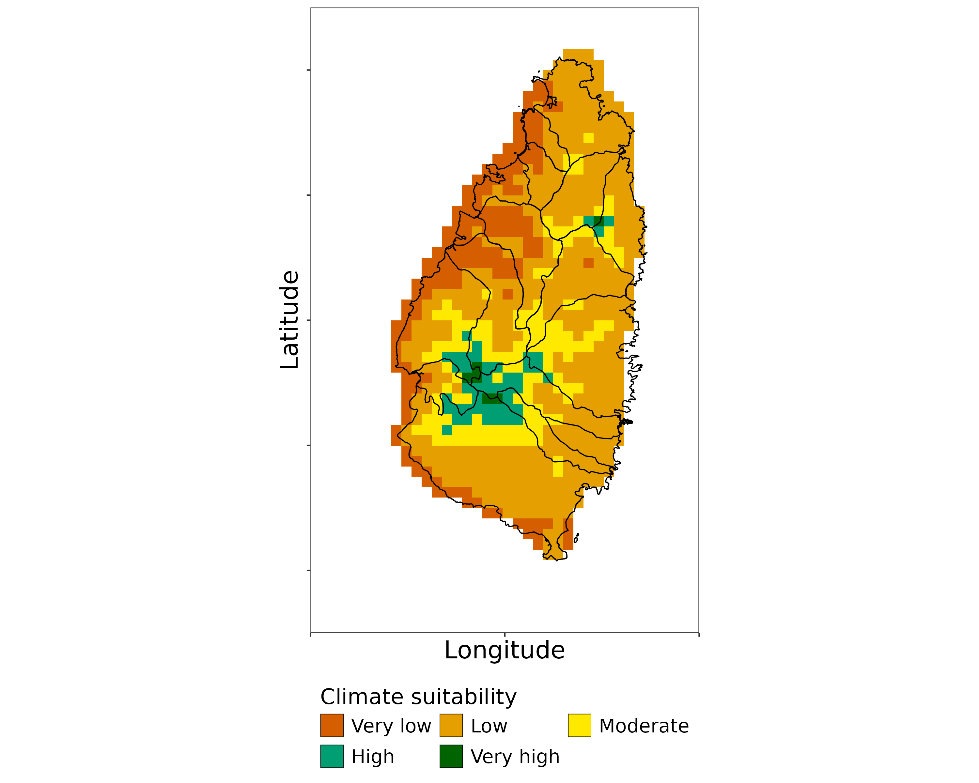 Latitude
Longitude
Climate suitability
Very low Low Moderate
High Very high